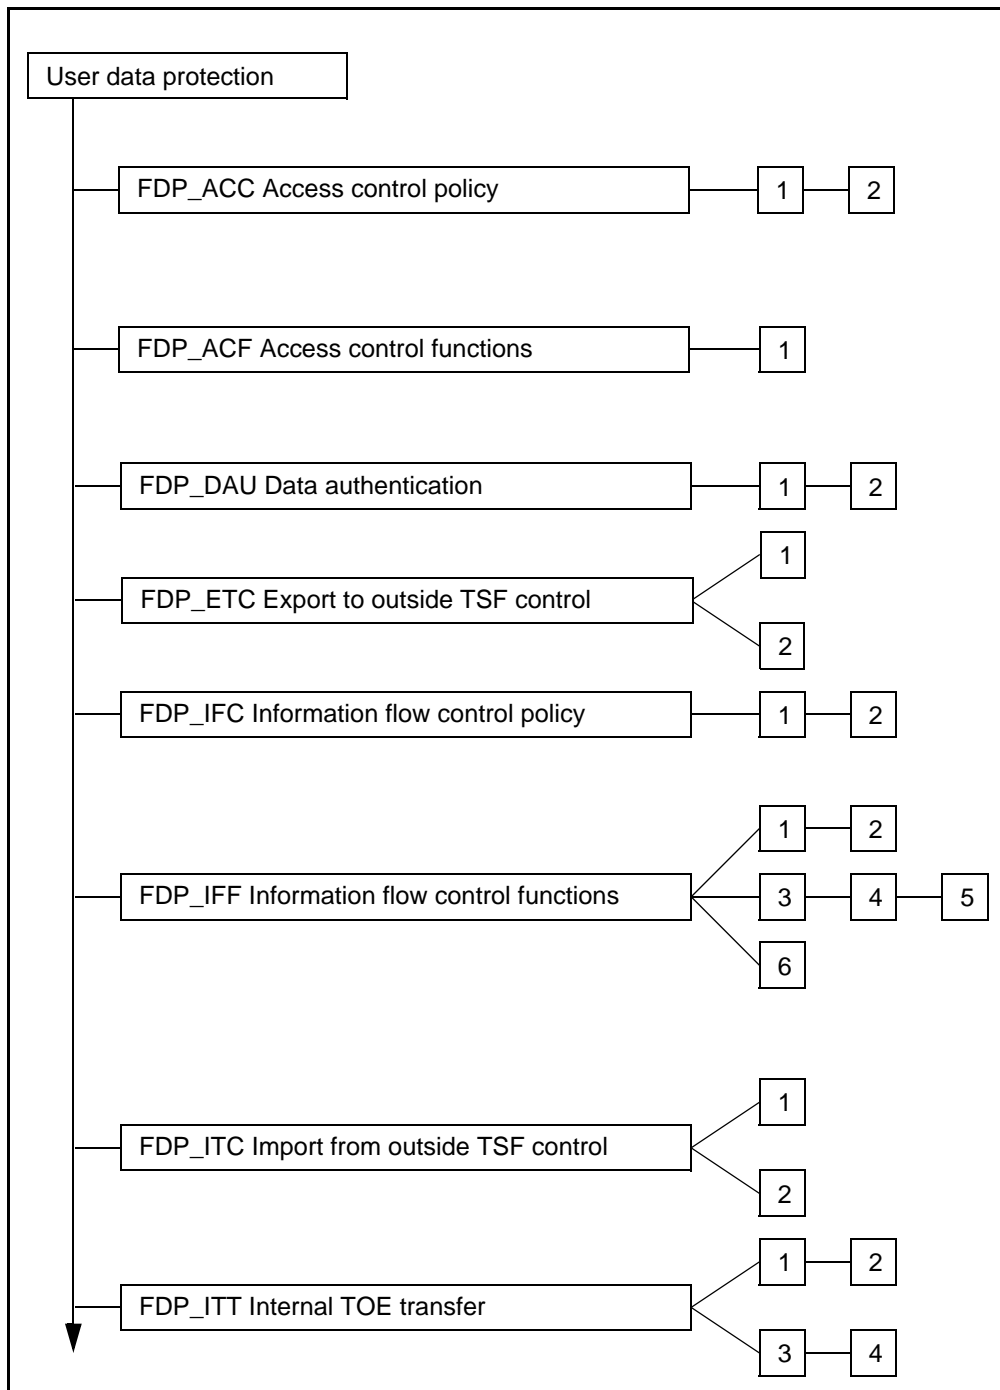 User data protection
FDP_ACC Access control policy 1 2
FDP_ACF Access control functions 1
FDP_DAU Data authentication 1 2
1
FDP_ETC Export to outside TSF control
2
FDP_IFC Information flow control policy 1 2
1 2
FDP_IFF Information flow control functions 3 4 5
6
1
FDP_ITC Import from outside TSF control
2
1 2
FDP_ITT Internal TOE transfer
3 4